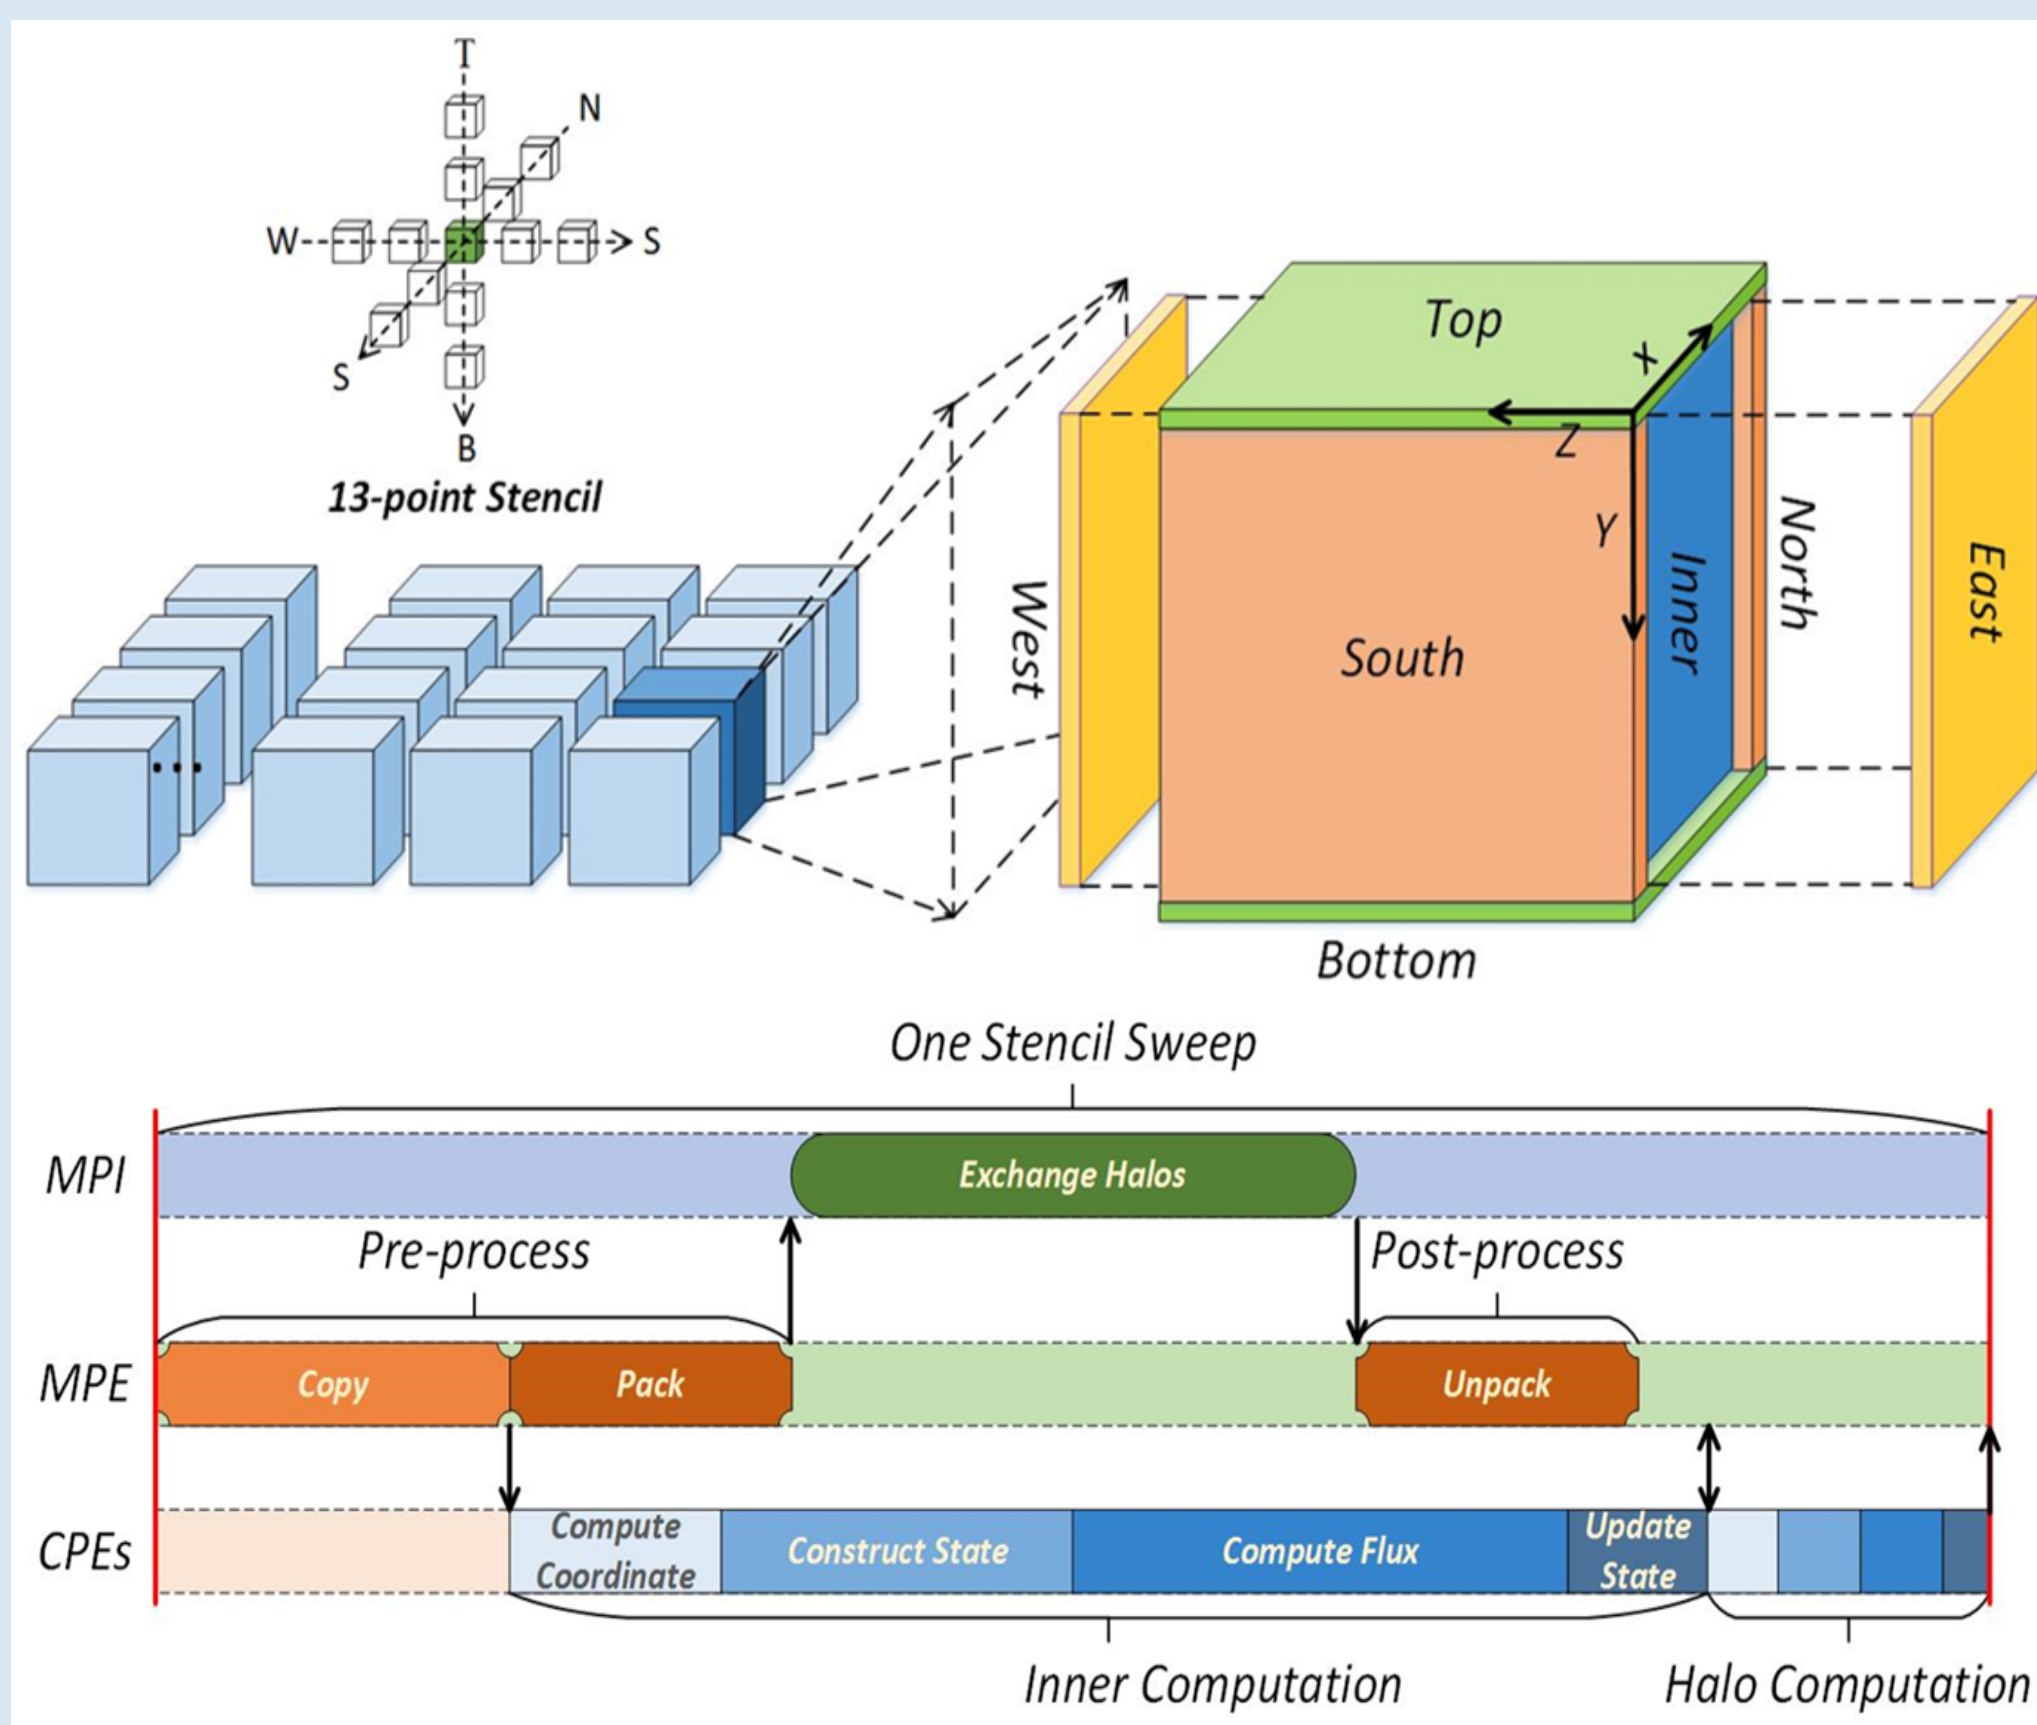 T
N
W
S
S
B
13-point Stencil
Top
X
Z
Y
West
South
Inner
North
East
Bottom
One Stencil Sweep
MPI
Exchange Halos
Pre-process
Post-process
MPE
Copy
Pack
Unpack
CPEs
Compute
Coordinate
Construct State
Compute Flux
Update
State
Inner Computation
Halo Computation